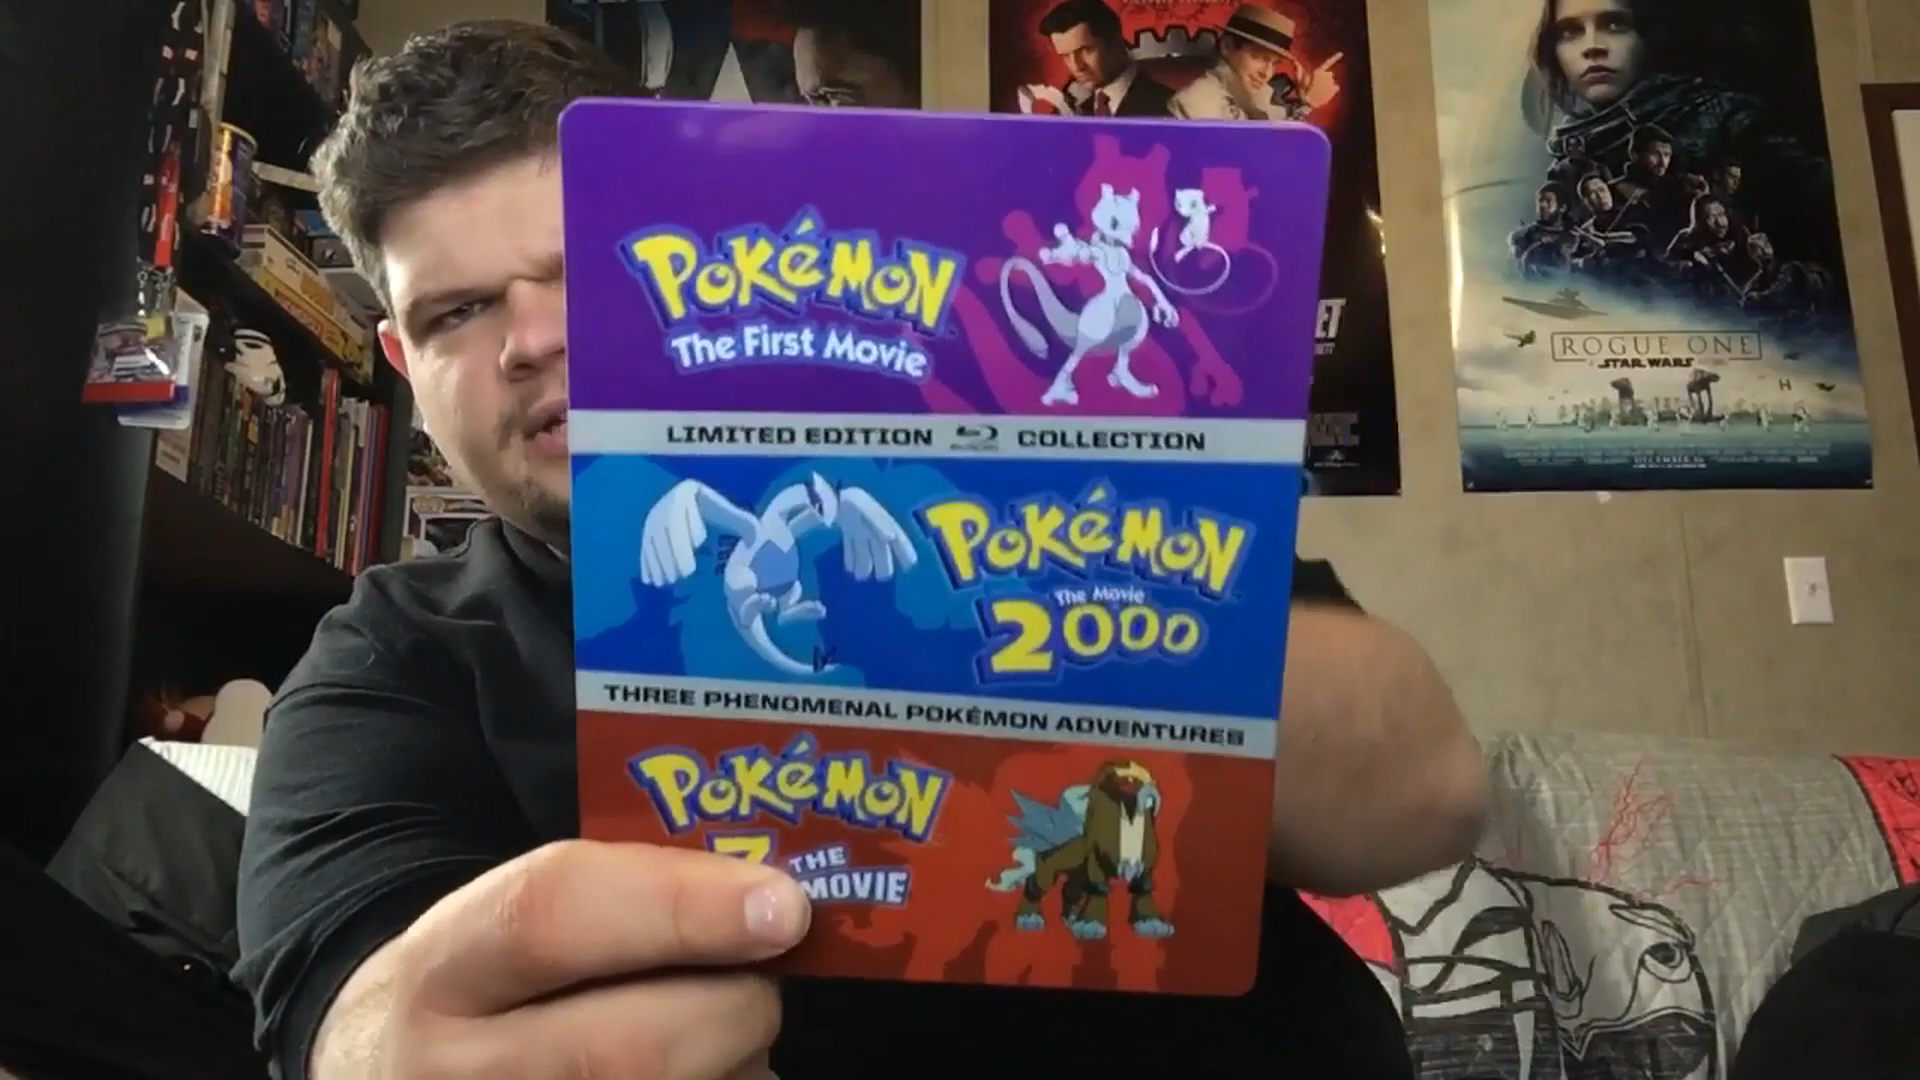 POKéMON
The First Movie
LIMITED EDITION COLLECTION
POKéMON
The Movie
2000
THREE PHENOMENAL POKÉMON ADVENTURES
POKéMON
3 THE
MOVIE
ROGUE ONE
STAR WARS